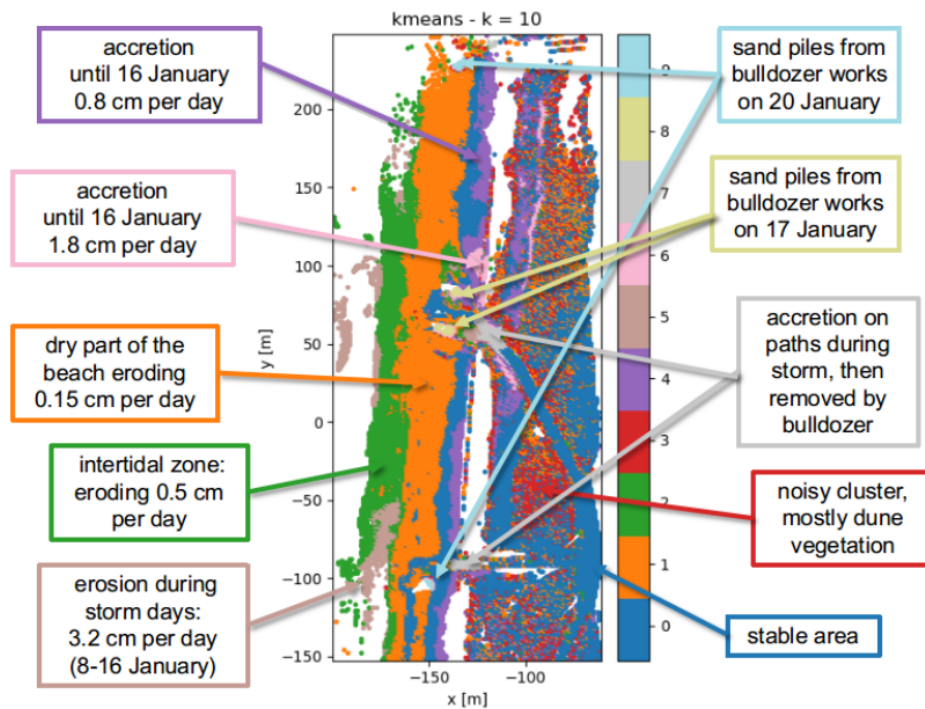 kmeans - k = 10
accretion
until 16 January
0.8 cm per day
accretion
until 16 January
1.8 cm per day
dry part of the
beach eroding
0.15 cm per day
intertidal zone:
eroding 0.5 cm
per day
erosion during
storm days:
3.2 cm per day
(8-16 January)
y [m]
200
150
100
50
0
−50
−100
−150
−150
−100
x [m]
9
8
7
6
5
4
3
2
1
0
sand piles from
bulldozer works
on 20 January
sand piles from
bulldozer works
on 17 January
accretion on
paths during
storm, then
removed by
bulldozer
noisy cluster,
mostly dune
vegetation
stable area